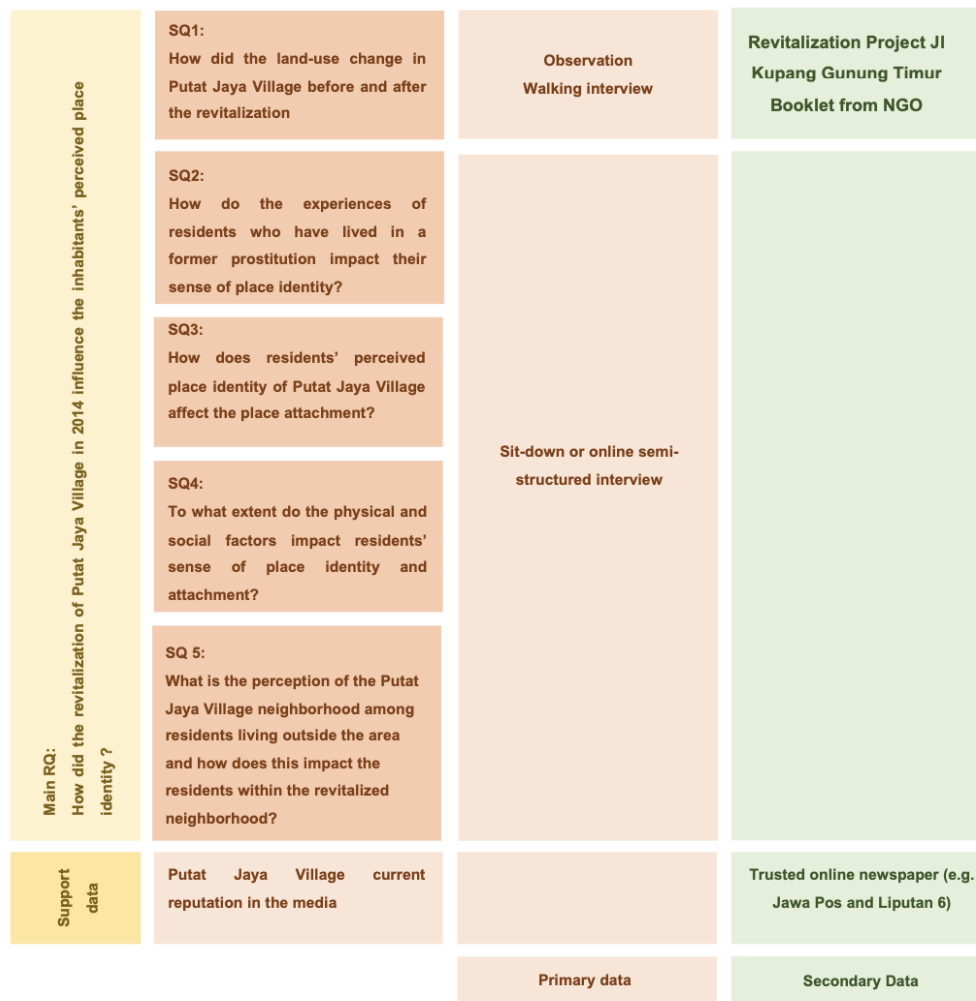 Main RQ:
How did the revitalization of Putat Jaya Village in 2014 influence the inhabitants’ perceived place
identity ?
SQ1:
How did the land-use change in
Putat Jaya Village before and after
the revitalization
Observation
Walking interview
Revitalization Project JI
Kupang Gunung Timur
Booklet from NGO
SQ2:
How do the experiences of
residents who have lived in a
former prostitution impact their
sense of place identity?
SQ3:
How does residents’ perceived
place identity of Putat Jaya Village
affect the place attachment?
SQ4:
To what extent do the physical and
social factors impact residents’
sense of place identity and
attachment?
SQ 5:
What is the perception of the Putat
Jaya Village neighborhood among
residents living outside the area
and how does this impact the
residents within the revitalized
neighborhood?
Sit-down or online semi-
structured interview
Support
data
Putat Jaya Village current
reputation in the media
Trusted online newspaper (e.g.
Jawa Pos and Liputan 6)
Primary data
Secondary Data